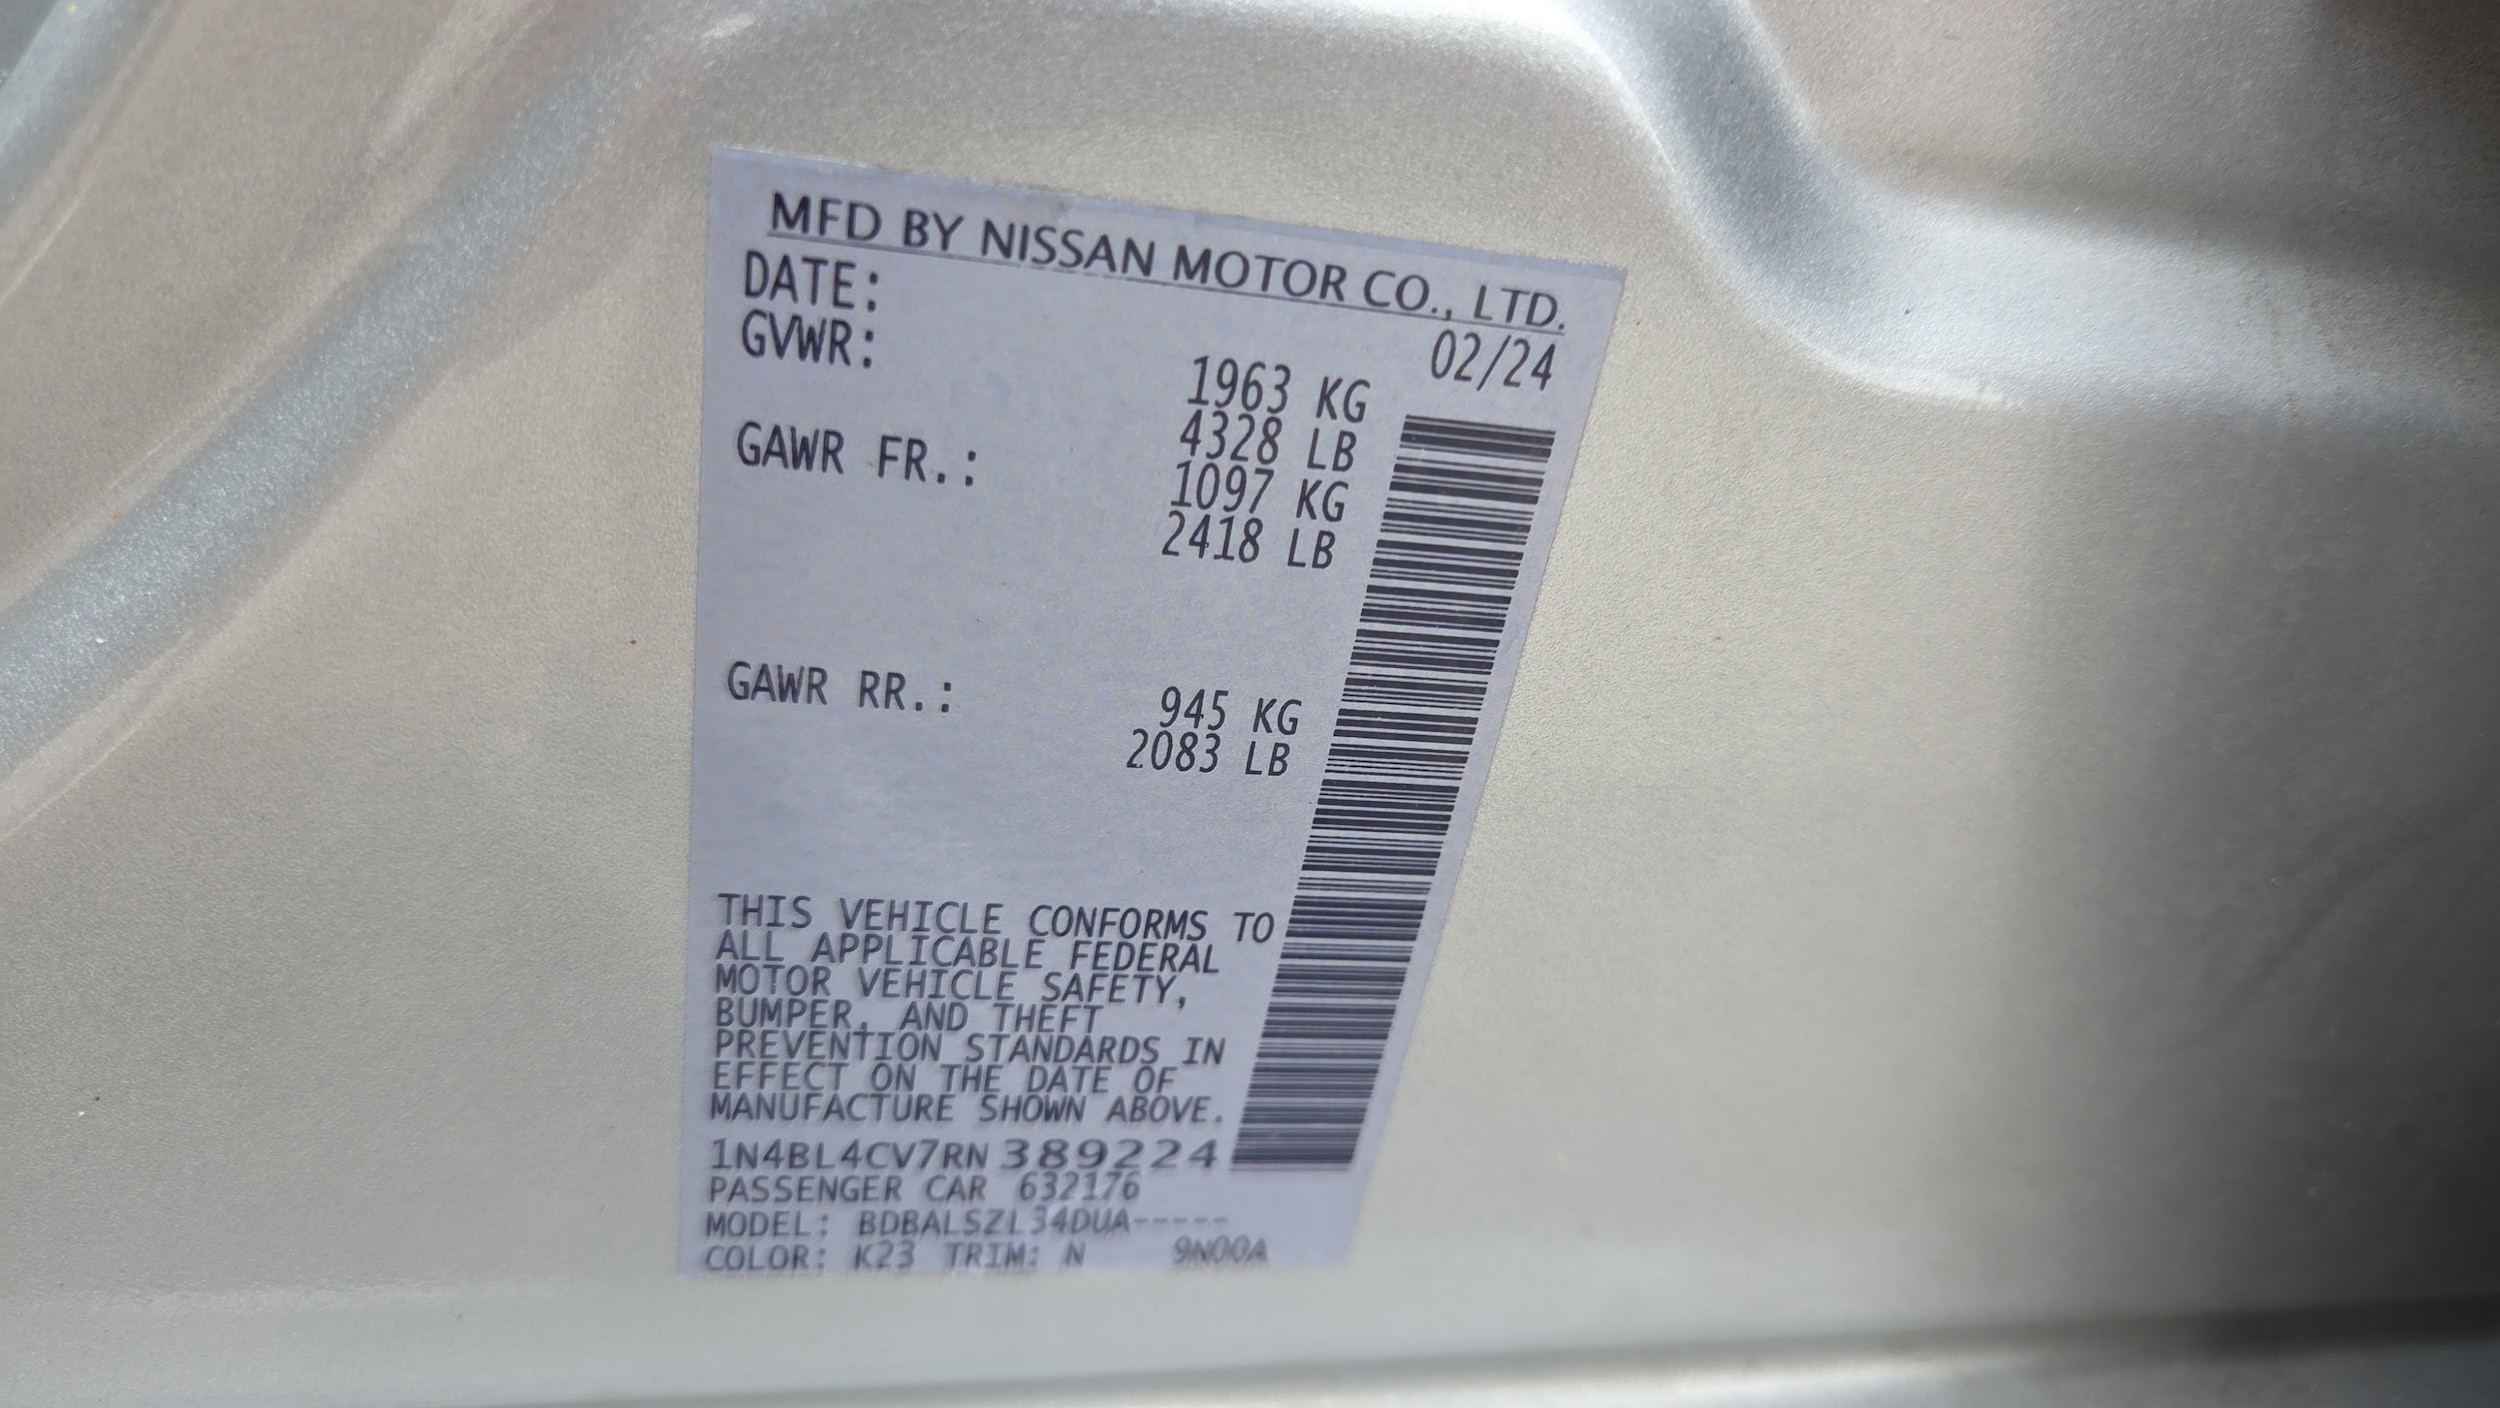 MFD BY NISSAN MOTOR CO., LTD.
DATE: 02/24
GVWR: 1963 KG
4328 LB
GAWR FR.: 1097 KG
2418 LB
GAWR RR.: 945 KG
2083 LB
THIS VEHICLE CONFORMS TO
ALL APPLICABLE FEDERAL
MOTOR VEHICLE SAFETY,
BUMPER, AND THEFT
PREVENTION STANDARDS IN
EFFECT ON THE DATE OF
MANUFACTURE SHOWN ABOVE.
1N4BL4CV7RN389224
PASSENGER CAR 632176
MODEL: BDBALSZL34DUA-----
COLOR: K23 TRIM: N 9N00A